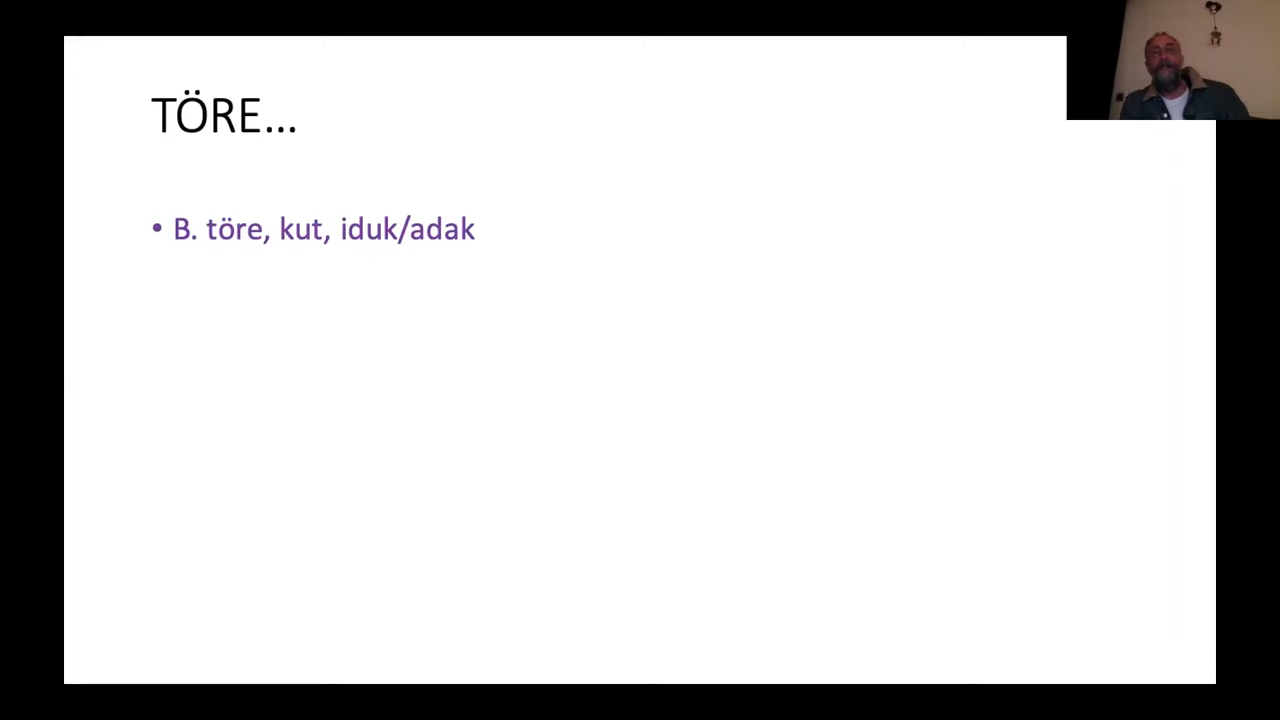 TÖRE...
• B. töre, kut, iduk/adak